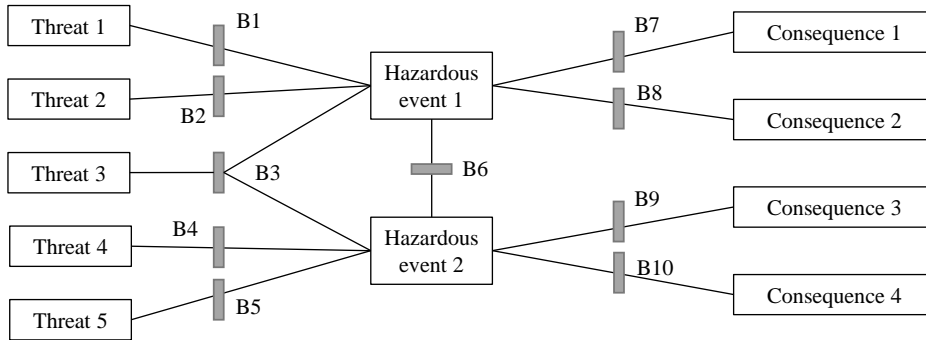 Threat 1
B1
B7
Consequence 1
Hazardous
event 1
Threat 2
B2
B8
Consequence 2
Threat 3
B3
B6
B9
Consequence 3
Threat 4
B4
Hazardous
event 2
B10
Consequence 4
Threat 5
B5